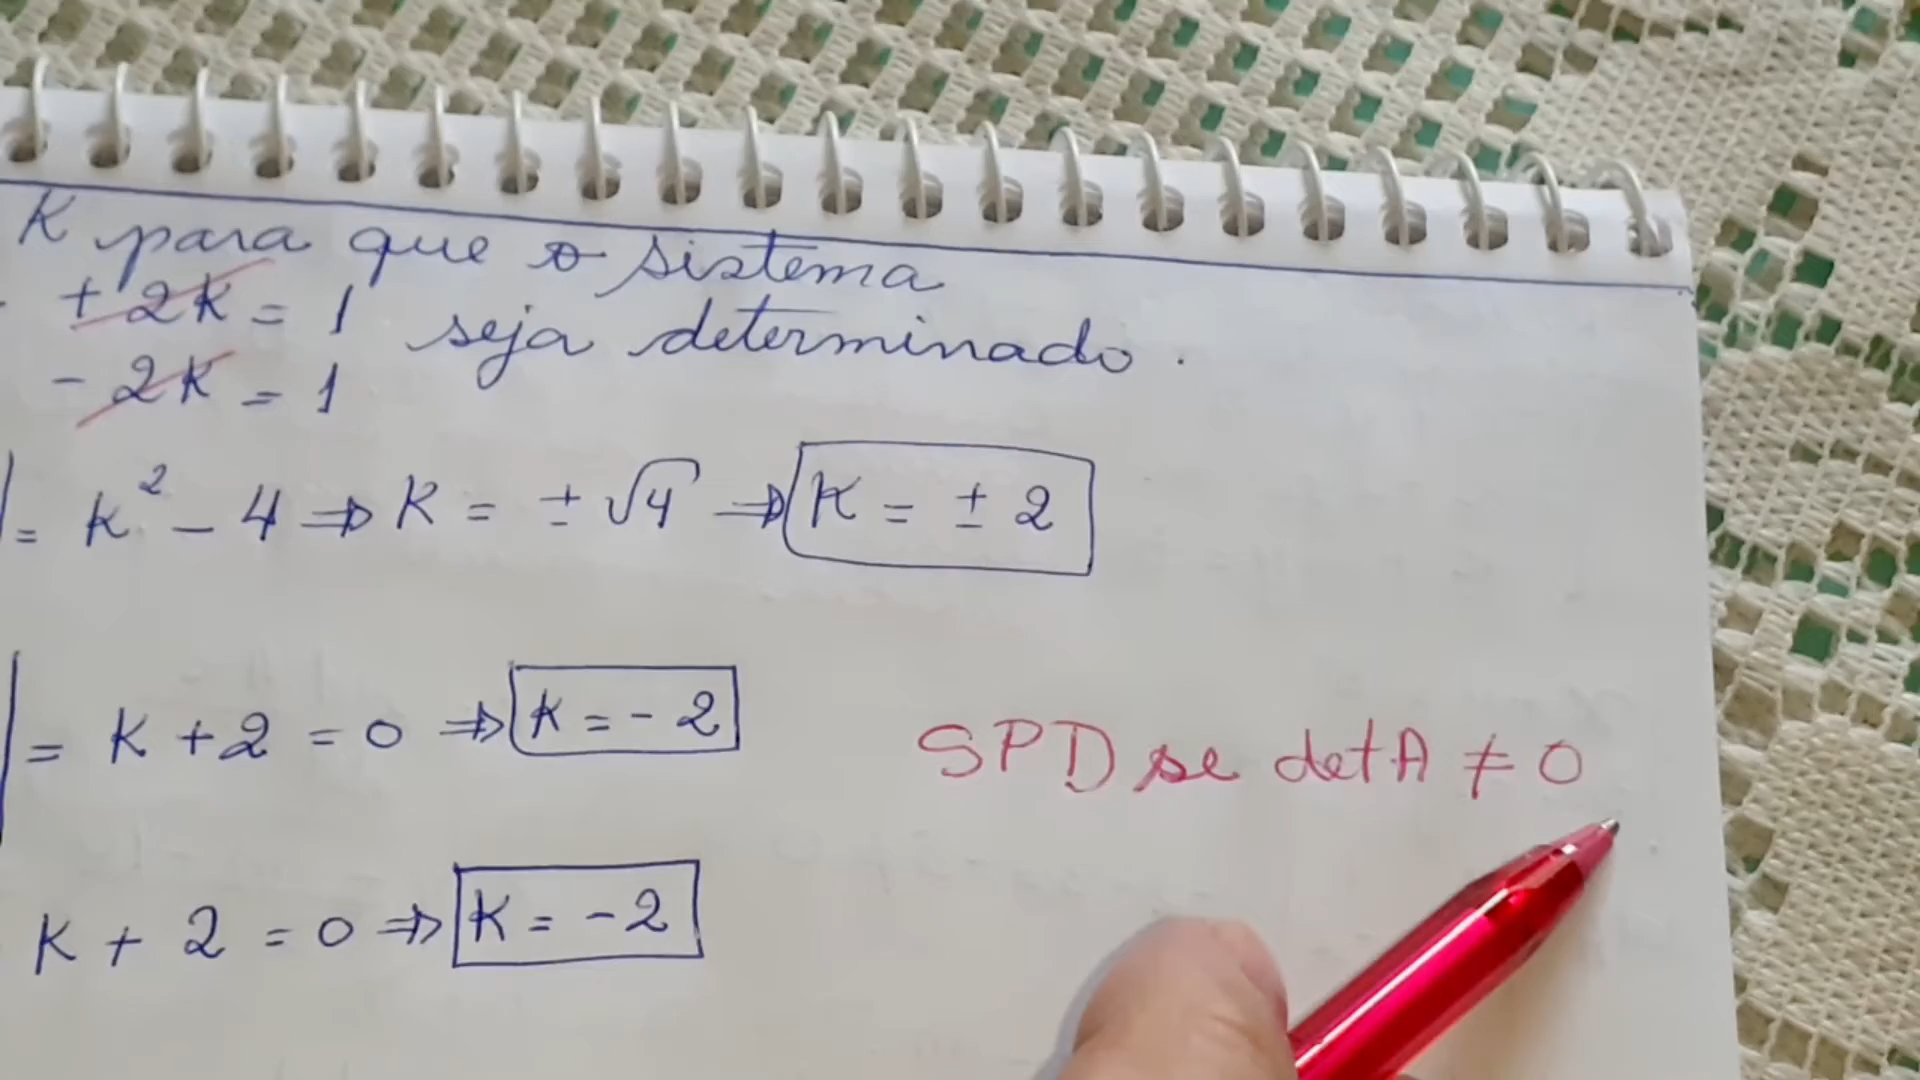 K para que o sistema
+ 2K = 1 seja determinado.
- 2K = 1
| = K² - 4 ⇒ K = ± √4 ⇒ K = ± 2
| = K + 2 = 0 ⇒ K = - 2
SPD se det A ≠ 0
K + 2 = 0 ⇒ K = - 2